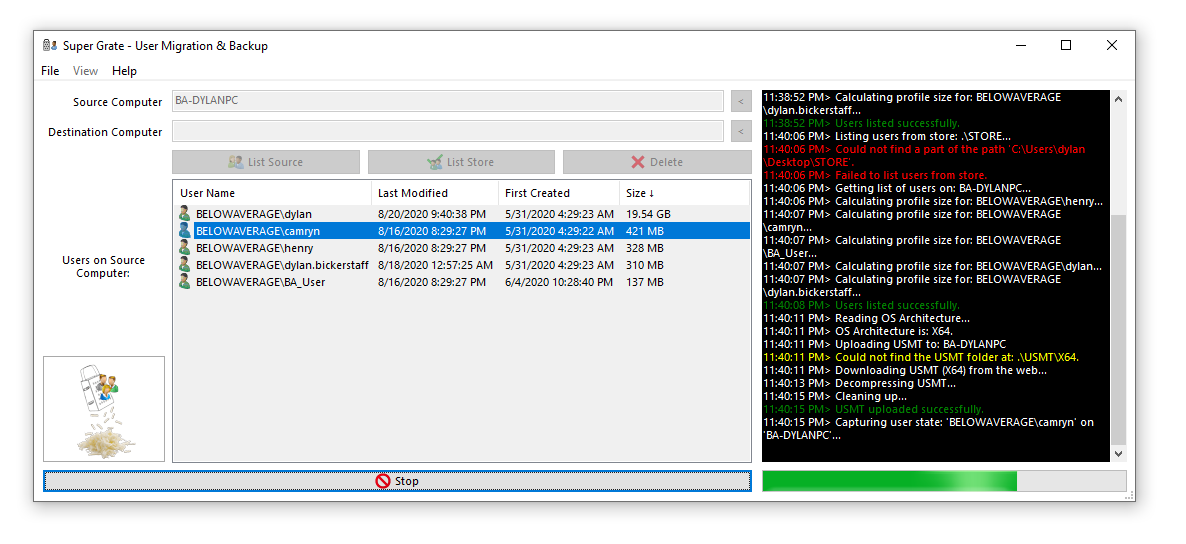 Super Grate - User Migration & Backup
File View Help
Source Computer BA-DYLANPC <
Destination Computer <
List Source List Store Delete
Users on Source
Computer:
User Name Last Modified First Created Size ↓
BELOWAVERAGE\dylan 8/20/2020 9:40:38 PM 5/31/2020 4:29:23 AM 19.54 GB
BELOWAVERAGE\camryn 8/16/2020 8:29:27 PM 5/31/2020 4:29:22 AM 421 MB
BELOWAVERAGE\henry 8/16/2020 8:29:27 PM 5/31/2020 4:29:23 AM 328 MB
BELOWAVERAGE\dylan.bickerstaff 8/18/2020 12:57:25 AM 5/31/2020 4:29:23 AM 310 MB
BELOWAVERAGE\BA_User 8/16/2020 8:29:27 PM 6/4/2020 10:28:40 PM 137 MB
Stop
11:38:52 PM> Calculating profile size for: BELOWAVERAGE
\dylan.bickerstaff...
11:38:52 PM> Users listed successfully.
11:40:06 PM> Listing users from store: .\STORE...
11:40:06 PM> Could not find a part of the path 'C:\Users\dylan
\Desktop\STORE'.
11:40:06 PM> Failed to list users from store.
11:40:06 PM> Getting list of users on: BA-DYLANPC...
11:40:06 PM> Calculating profile size for: BELOWAVERAGE\henry...
11:40:07 PM> Calculating profile size for: BELOWAVERAGE
\camryn...
11:40:07 PM> Calculating profile size for: BELOWAVERAGE
\BA_User...
11:40:07 PM> Calculating profile size for: BELOWAVERAGE\dylan...
11:40:07 PM> Calculating profile size for: BELOWAVERAGE
\dylan.bickerstaff...
11:40:08 PM> Users listed successfully.
11:40:11 PM> Reading OS Architecture...
11:40:11 PM> OS Architecture is: X64.
11:40:11 PM> Uploading USMT to: BA-DYLANPC
11:40:11 PM> Could not find the USMT folder at: .\USMT\X64.
11:40:11 PM> Downloading USMT (X64) from the web...
11:40:13 PM> Decompressing USMT...
11:40:15 PM> Cleaning up...
11:40:15 PM> USMT uploaded successfully.
11:40:15 PM> Capturing user state: 'BELOWAVERAGE\camryn' on
'BA-DYLANPC'...